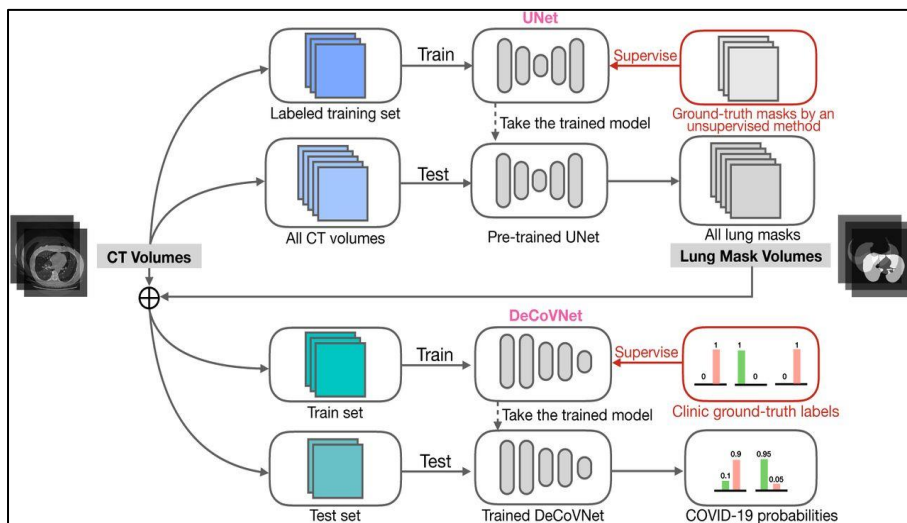 UNet
Train
Supervise
Labeled training set
Ground-truth masks by an
unsupervised method
Take the trained model
Test
All CT volumes
Pre-trained UNet
All lung masks
CT Volumes
Lung Mask Volumes
DeCoVNet
Train
Supervise
1 1 1
0 0 0
Train set
Clinic ground-truth labels
Take the trained model
Test
0.9 0.95
0.1 0.05
Test set
Trained DeCoVNet
COVID-19 probabilities